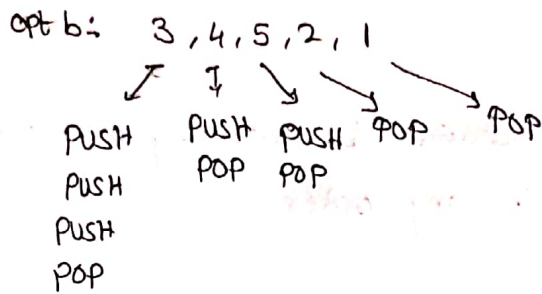 opt b:- 3, 4, 5, 2, 1
PUSH PUSH PUSH POP POP
PUSH POP POP
PUSH
POP